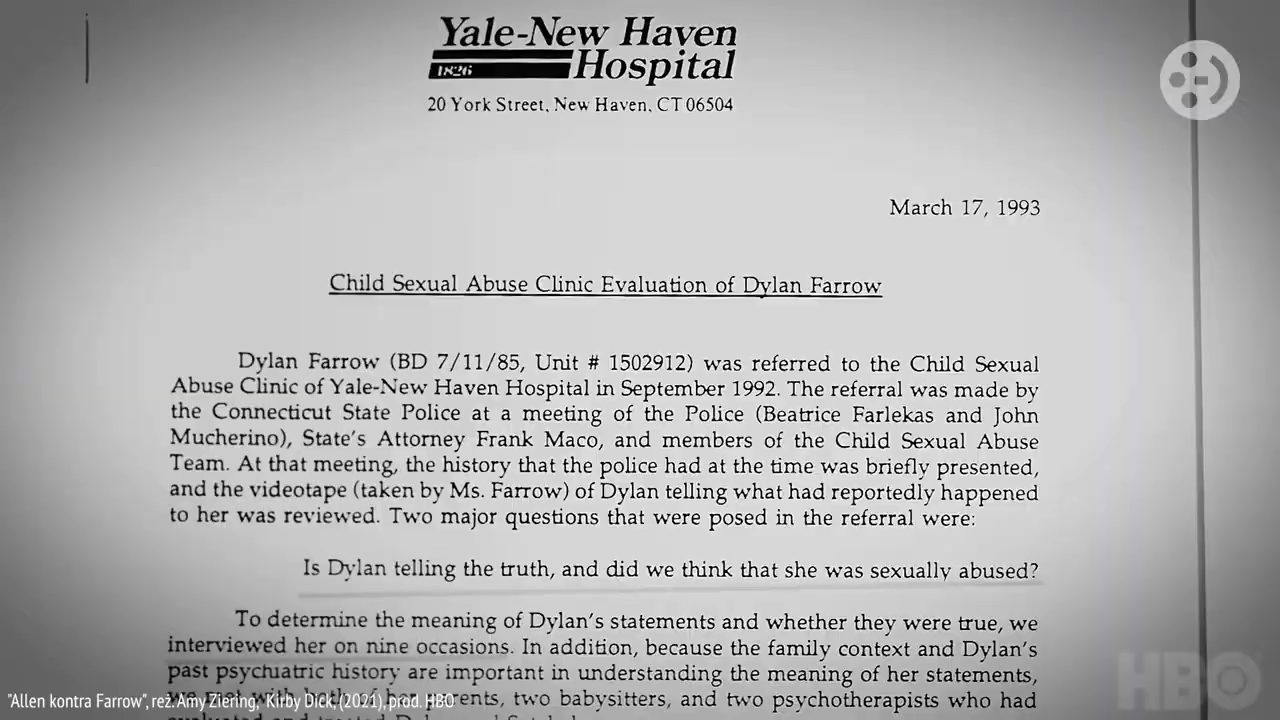 Yale-New Haven
1826 Hospital
20 York Street, New Haven, CT 06504
March 17, 1993
Child Sexual Abuse Clinic Evaluation of Dylan Farrow
Dylan Farrow (BD 7/11/85, Unit # 1502912) was referred to the Child Sexual
Abuse Clinic of Yale-New Haven Hospital in September 1992. The referral was made by
the Connecticut State Police at a meeting of the Police (Beatrice Farlekas and John
Mucherino), State's Attorney Frank Maco, and members of the Child Sexual Abuse
Team. At that meeting, the history that the police had at the time was briefly presented,
and the videotape (taken by Ms. Farrow) of Dylan telling what had reportedly happened
to her was reviewed. Two major questions that were posed in the referral were:
Is Dylan telling the truth, and did we think that she was sexually abused?
To determine the meaning of Dylan's statements and whether they were true, we
interviewed her on nine occasions. In addition, because the family context and Dylan's
past psychiatric history are important in understanding the meaning of her statements,
we met with both of her parents, two babysitters, and two psychotherapists who had
"Allen kontra Farrow", reż. Amy Ziering, Kirby Dick, (2021), prod. HBO
HBO